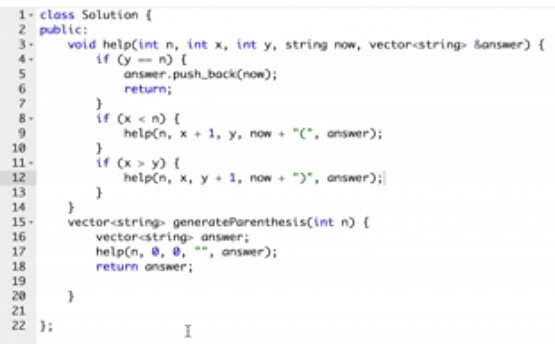 1 class Solution {
2 public:
3     void help(int n, int x, int y, string now, vector<string> &answer) {
4         if (y == n) {
5             answer.push_back(now);
6             return;
7         }
8         if (x < n) {
9             help(n, x + 1, y, now + "(", answer);
10         }
11         if (x > y) {
12             help(n, x, y + 1, now + ")", answer);
13         }
14     }
15     vector<string> generateParenthesis(int n) {
16         vector<string> answer;
17         help(n, 0, 0, "", answer);
18         return answer;
19
20     }
21
22 };